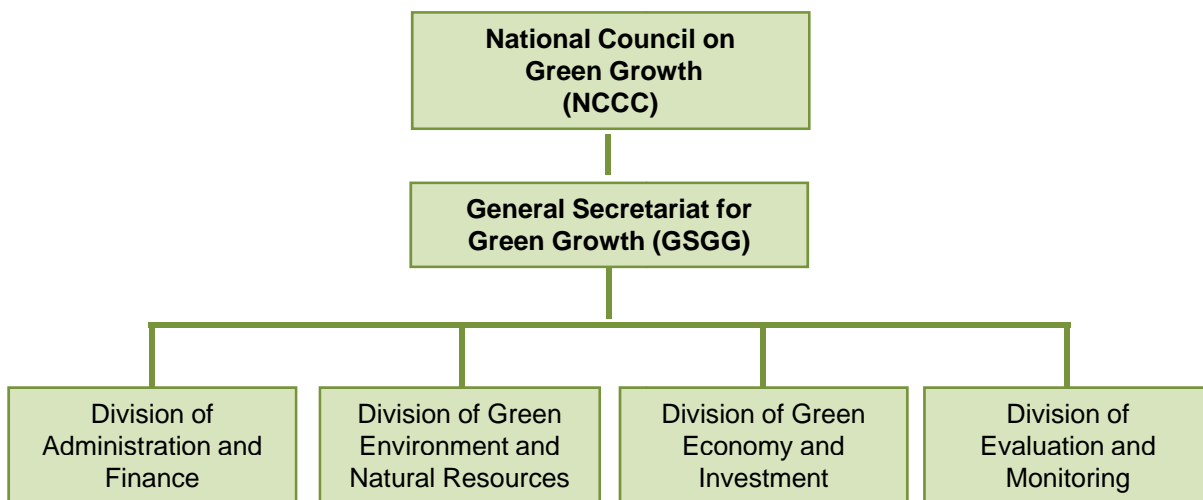 National Council on
Green Growth
(NCCC)
General Secretariat for
Green Growth (GSGG)
Division of
Administration and
Finance
Division of Green
Environment and
Natural Resources
Division of Green
Economy and
Investment
Division of
Evaluation and
Monitoring